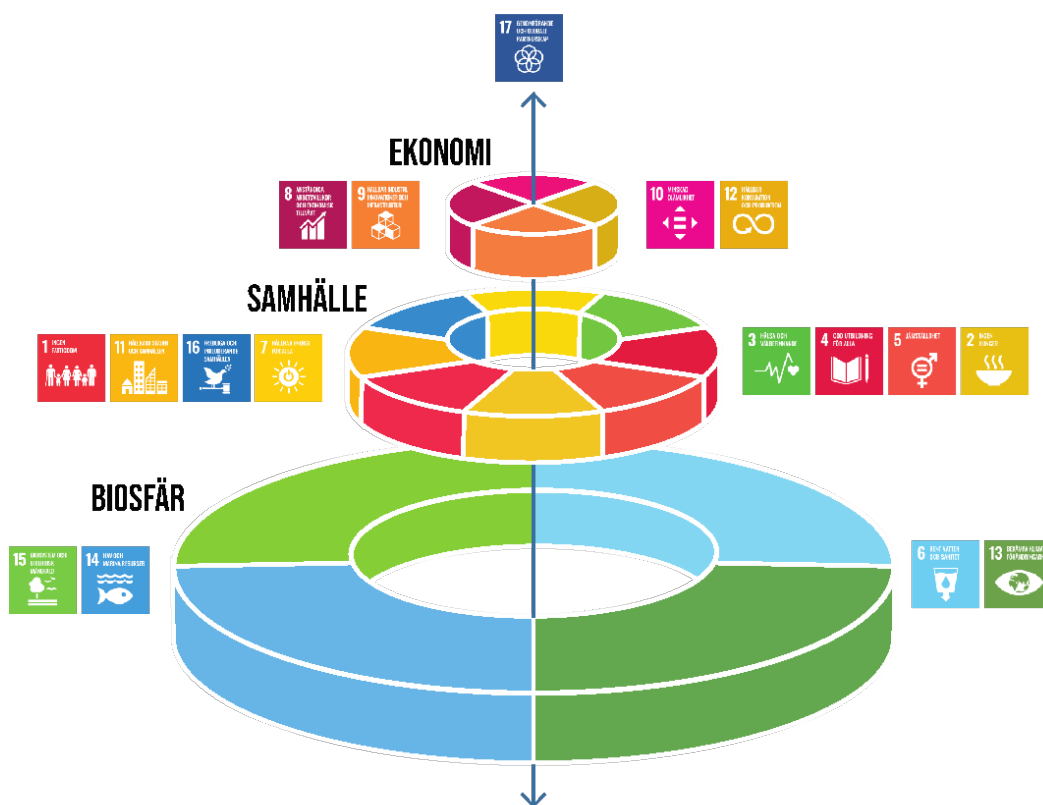 17 GENOMFÖRANDE
OCH GLOBALT
PARTNERSKAP
EKONOMI
8 ANSTÄNDIGA
ARBETSVILLKOR
OCH EKONOMISK
TILLVÄXT
9 HÅLLBAR INDUSTRI,
INNOVATIONER OCH
INFRASTRUKTUR
10 MINSKAD
OJÄMLIKHET
12 HÅLLBAR
KONSUMTION
OCH PRODUKTION
SAMHÄLLE
1 INGEN
FATTIGDOM
11 HÅLLBARA STÄDER
OCH SAMHÄLLEN
16 FREDLIGA OCH
INKLUDERANDE
SAMHÄLLEN
7 HÅLLBAR ENERGI
FÖR ALLA
3 HÄLSA OCH
VÄLBEFINNANDE
4 GOD UTBILDNING
FÖR ALLA
5 JÄMSTÄLLDHET
2 INGEN
HUNGER
BIOSFÄR
15 EKOSYSTEM OCH
BIOLOGISK
MÅNGFALD
14 HAV OCH
MARINA RESURSER
6 RENT VATTEN
OCH SANITET
13